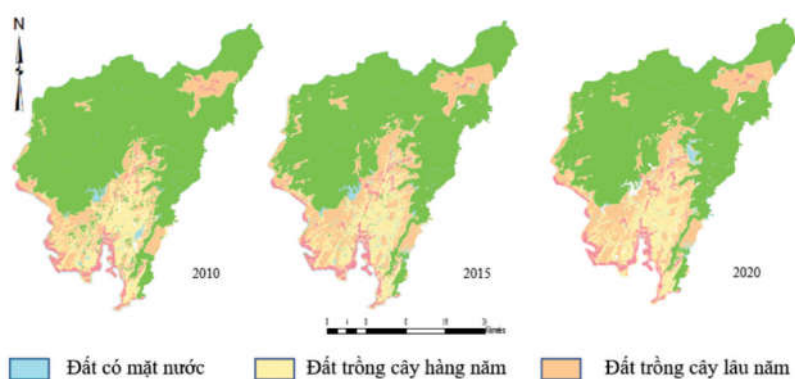 N
2010
2015
2020
Đất có mặt nước
Đất trồng cây hàng năm
Đất trồng cây lâu năm